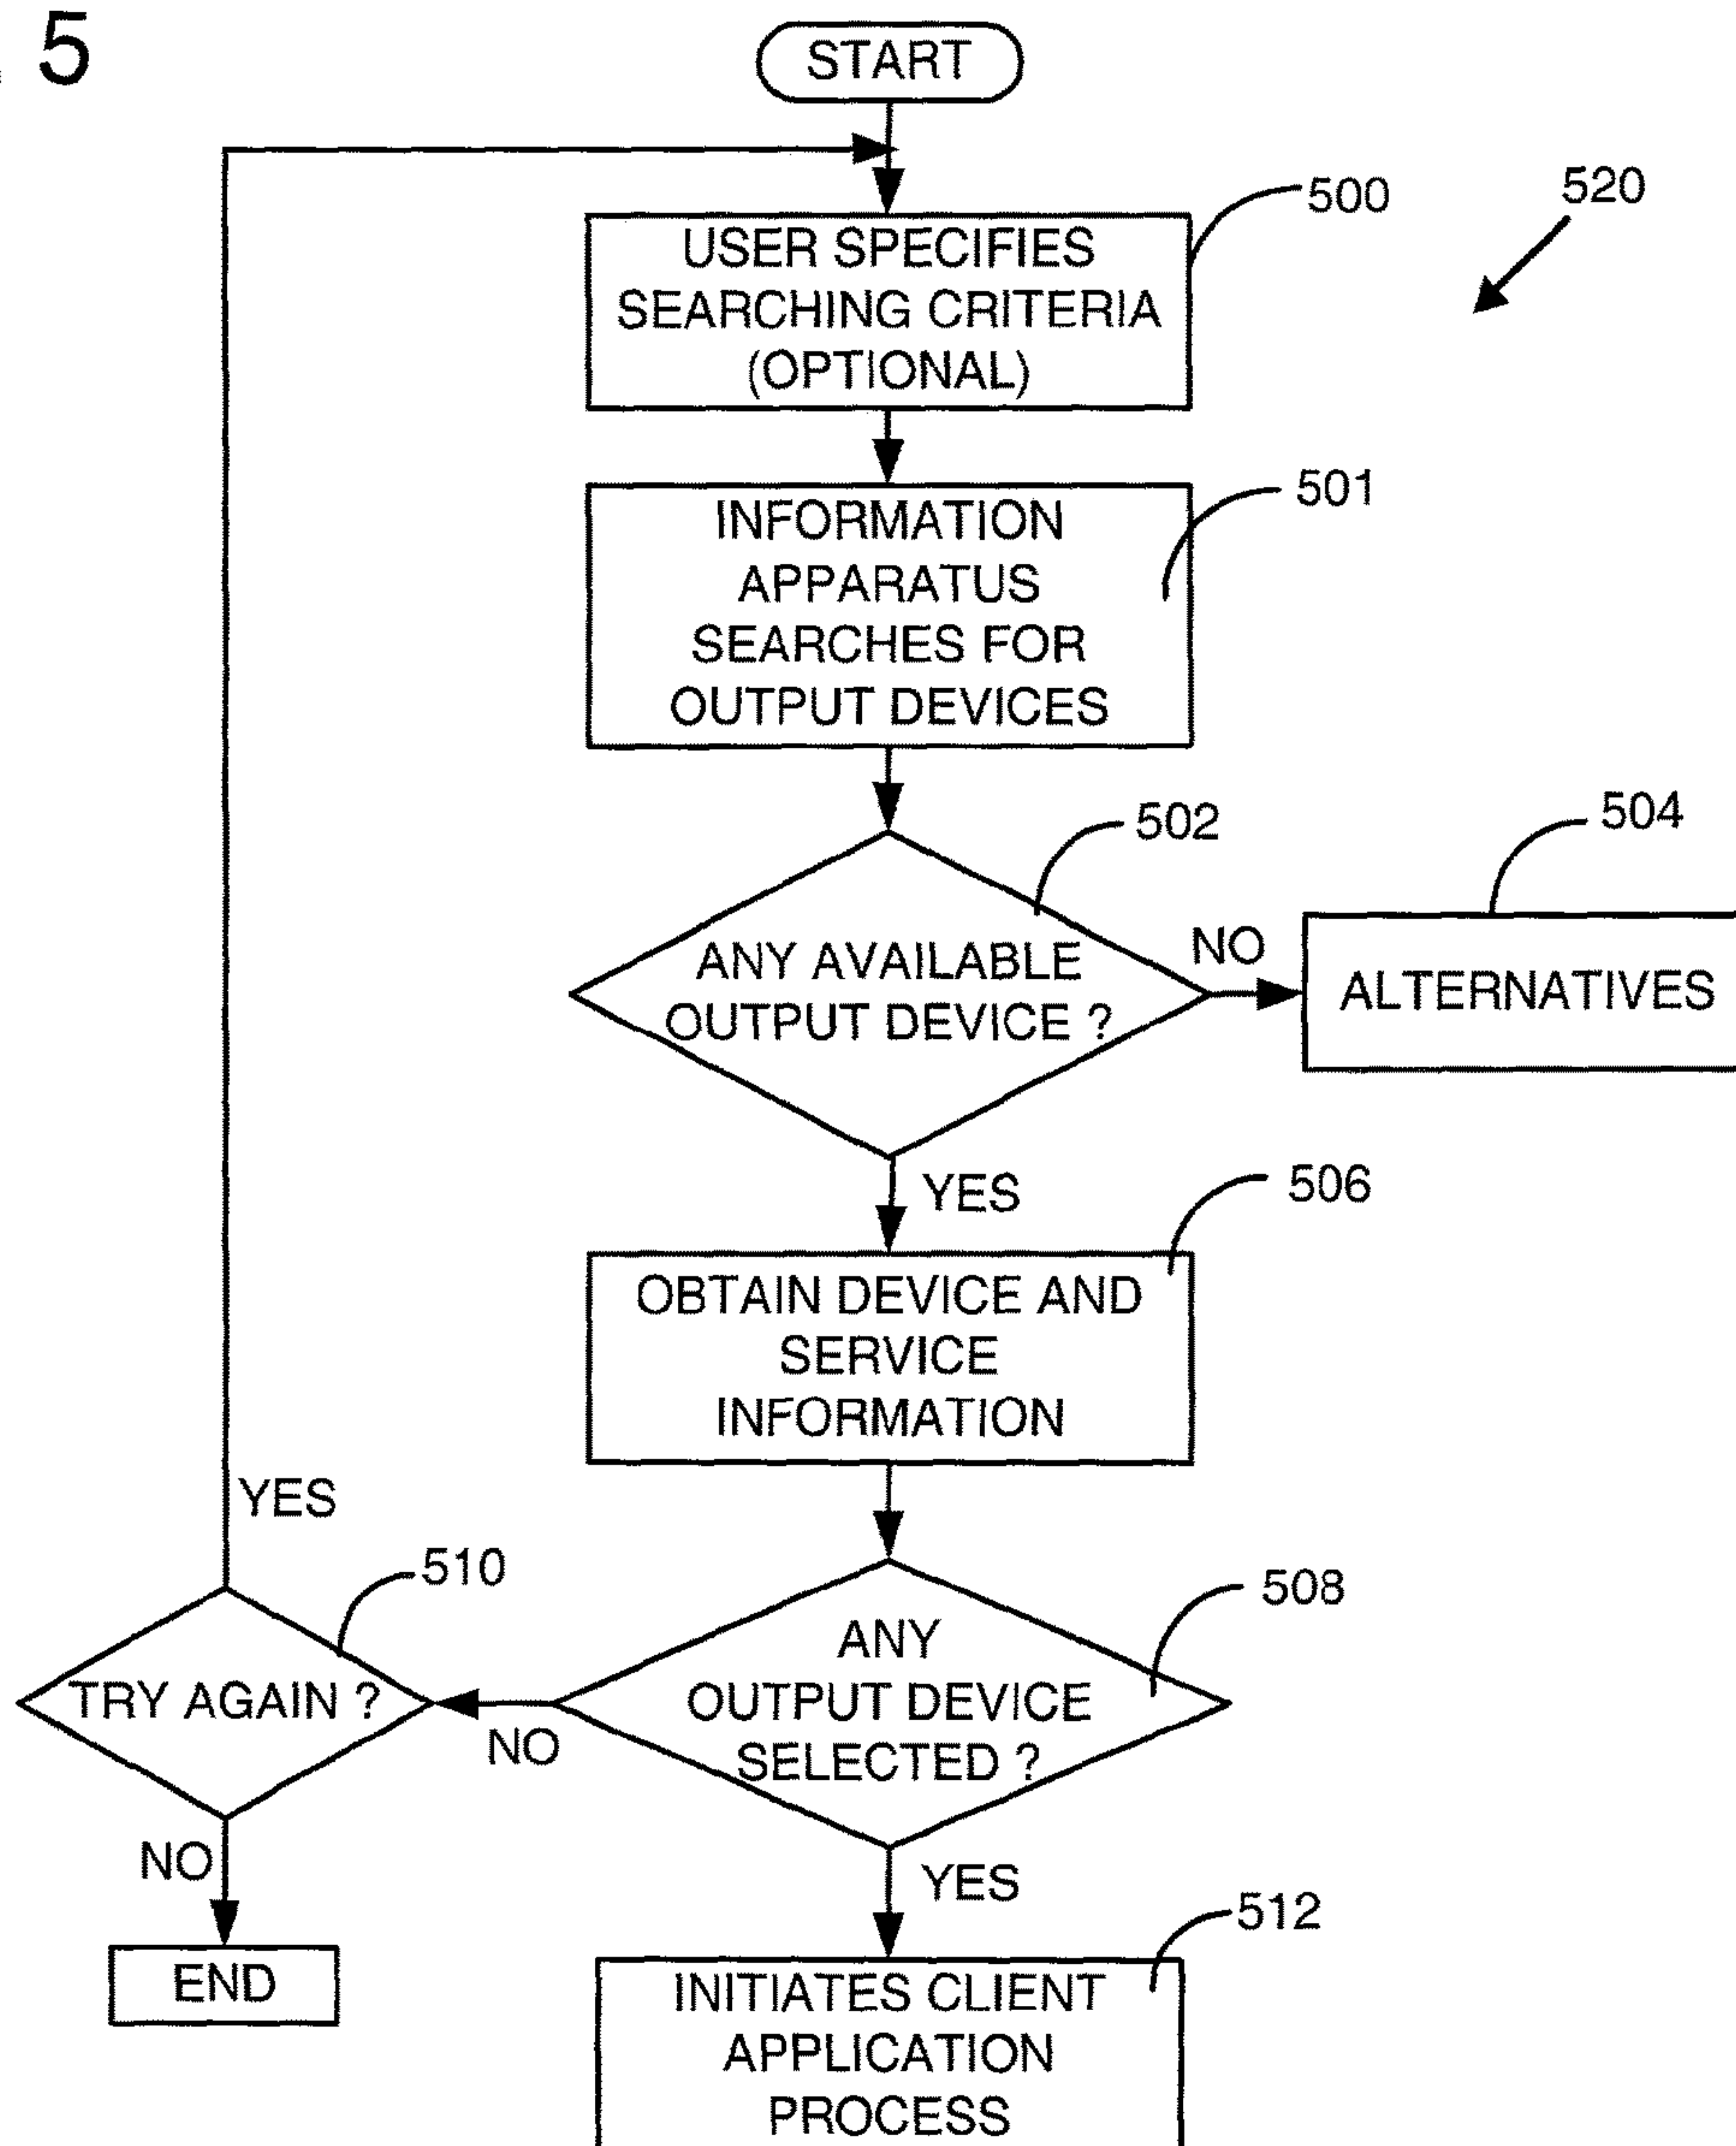 5
START
500
520
USER SPECIFIES
SEARCHING CRITERIA
(OPTIONAL)
501
INFORMATION
APPARATUS
SEARCHES FOR
OUTPUT DEVICES
502
504
ANY AVAILABLE
OUTPUT DEVICE ?
NO
ALTERNATIVES
YES
506
OBTAIN DEVICE AND
SERVICE
INFORMATION
YES
510
508
TRY AGAIN ?
NO
ANY
OUTPUT DEVICE
SELECTED ?
NO
YES
512
END
INITIATES CLIENT
APPLICATION
PROCESS